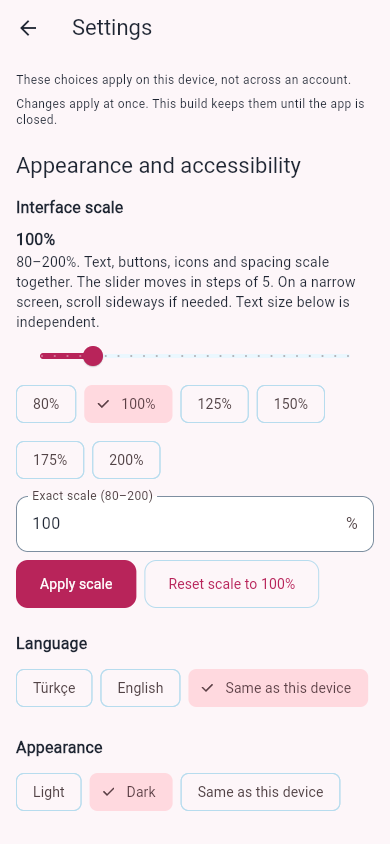 Settings
These choices apply on this device, not across an account.
Changes apply at once. This build keeps them until the app is
closed.
Appearance and accessibility
Interface scale
100%
80–200%. Text, buttons, icons and spacing scale
together. The slider moves in steps of 5. On a narrow
screen, scroll sideways if needed. Text size below is
independent.
80% 100% 125% 150%
175% 200%
Exact scale (80–200)
100 %
Apply scale Reset scale to 100%
Language
Türkçe English Same as this device
Appearance
Light Dark Same as this device